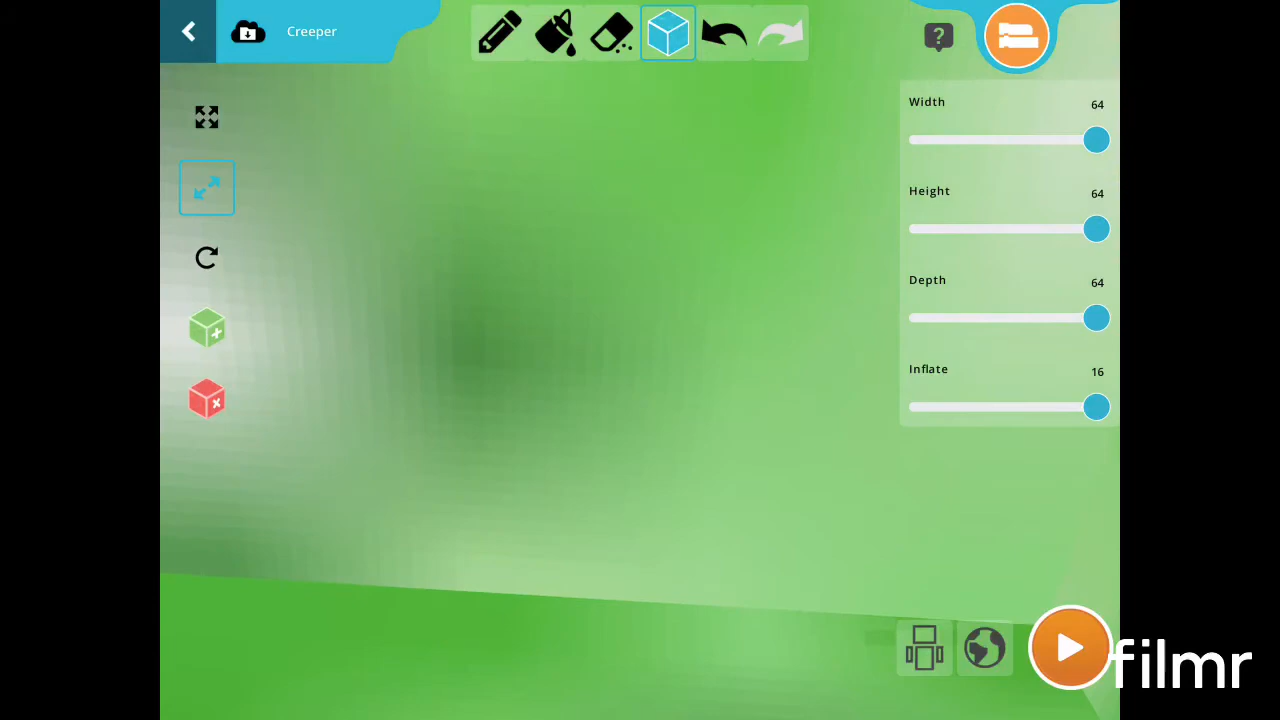 Creeper
?
Width 64
Height 64
Depth 64
Inflate 16
filmr